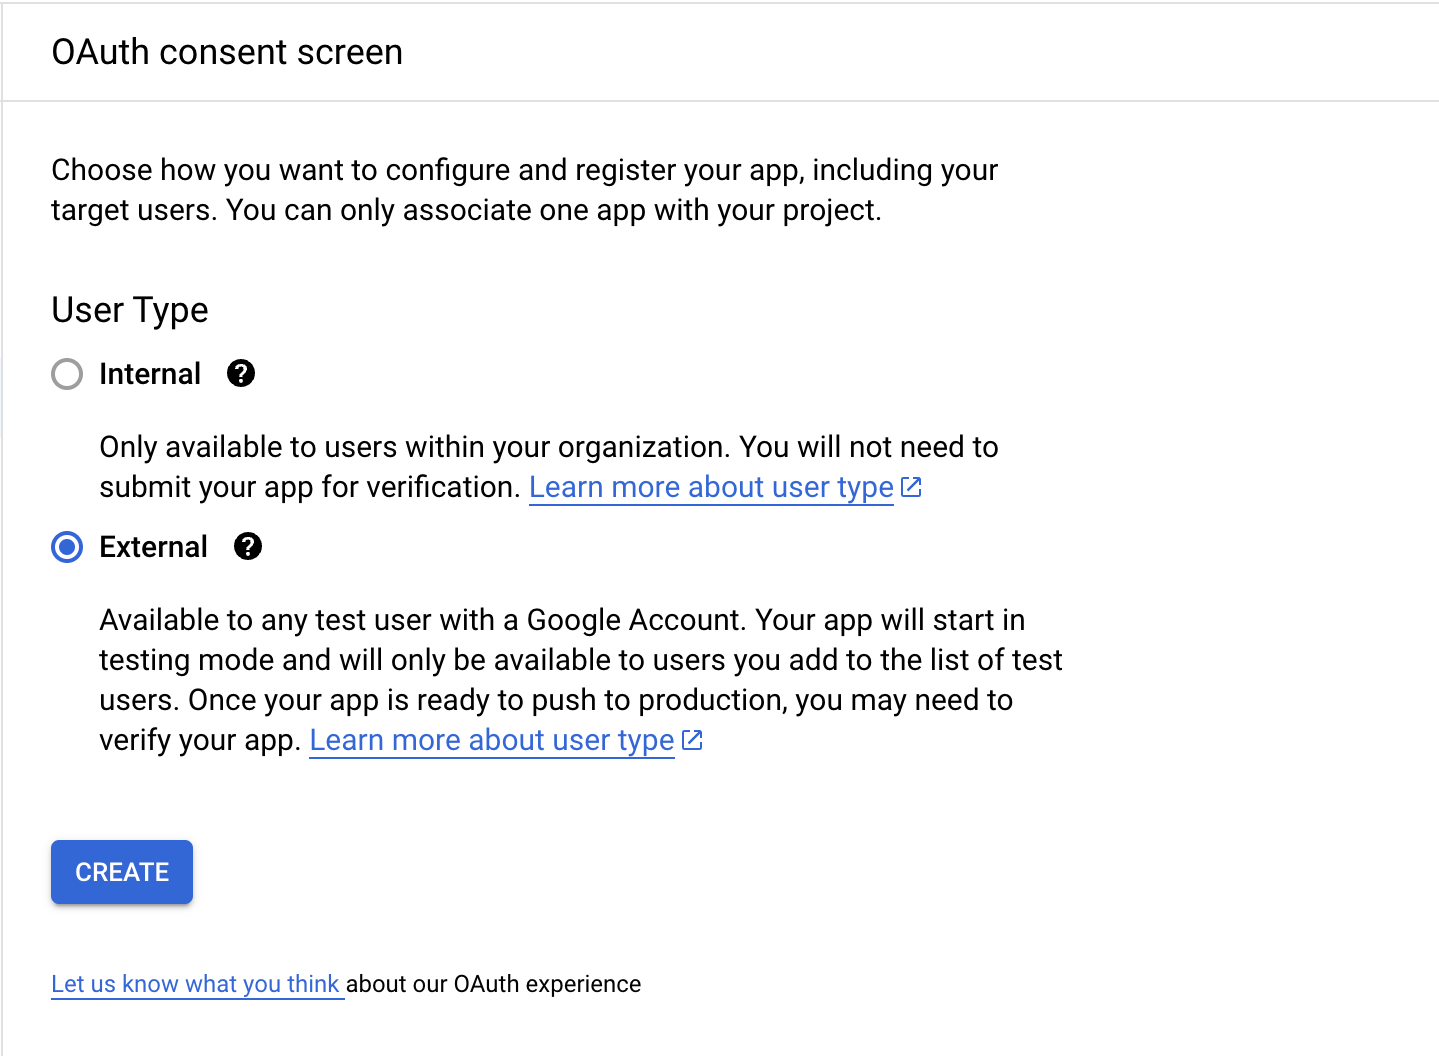 OAuth consent screen
Choose how you want to configure and register your app, including your
target users. You can only associate one app with your project.
User Type
Internal
Only available to users within your organization. You will not need to
submit your app for verification. Learn more about user type
External
Available to any test user with a Google Account. Your app will start in
testing mode and will only be available to users you add to the list of test
users. Once your app is ready to push to production, you may need to
verify your app. Learn more about user type
CREATE
Let us know what you think about our OAuth experience